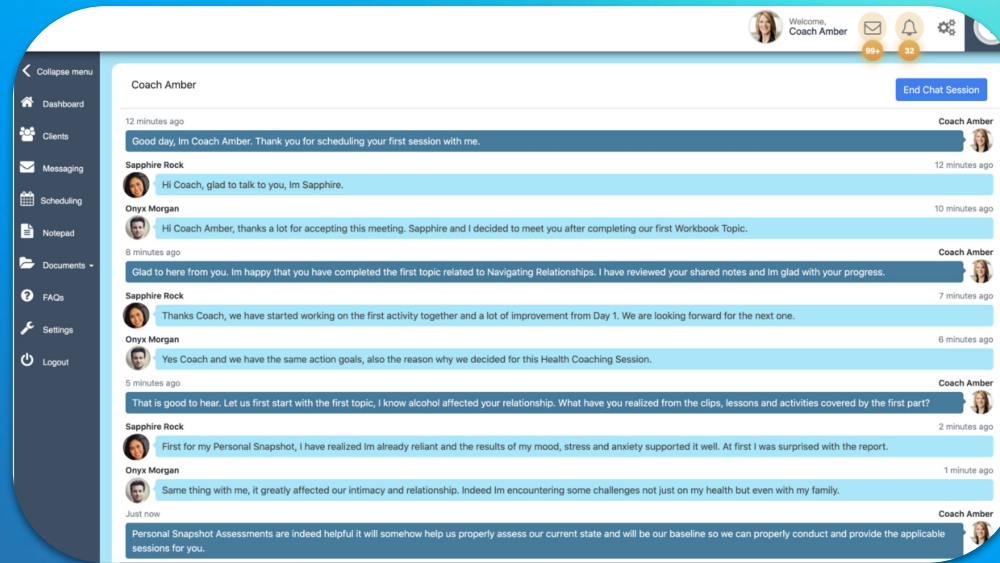 Welcome,
Coach Amber
99+
32
Collapse menu
Dashboard
Clients
Messaging
Scheduling
Notepad
Documents
FAQs
Settings
Logout
Coach Amber
End Chat Session
12 minutes ago
Coach Amber
Good day, Im Coach Amber. Thank you for scheduling your first session with me.
Sapphire Rock
12 minutes ago
Hi Coach, glad to talk to you, Im Sapphire.
Onyx Morgan
10 minutes ago
Hi Coach Amber, thanks a lot for accepting this meeting. Sapphire and I decided to meet you after completing our first Workbook Topic.
8 minutes ago
Coach Amber
Glad to here from you. Im happy that you have completed the first topic related to Navigating Relationships. I have reviewed your shared notes and Im glad with your progress.
Sapphire Rock
7 minutes ago
Thanks Coach, we have started working on the first activity together and a lot of improvement from Day 1. We are looking forward for the next one.
Onyx Morgan
6 minutes ago
Yes Coach and we have the same action goals, also the reason why we decided for this Health Coaching Session.
5 minutes ago
Coach Amber
That is good to hear. Let us first start with the first topic, I know alcohol affected your relationship. What have you realized from the clips, lessons and activities covered by the first part?
Sapphire Rock
2 minutes ago
First for my Personal Snapshot, I have realized Im already reliant and the results of my mood, stress and anxiety supported it well. At first I was surprised with the report.
Onyx Morgan
1 minute ago
Same thing with me, it greatly affected our intimacy and relationship. Indeed Im encountering some challenges not just on my health but even with my family.
Just now
Coach Amber
Personal Snapshot Assessments are indeed helpful it will somehow help us properly assess our current state and will be our baseline so we can properly conduct and provide the applicable
sessions for you.